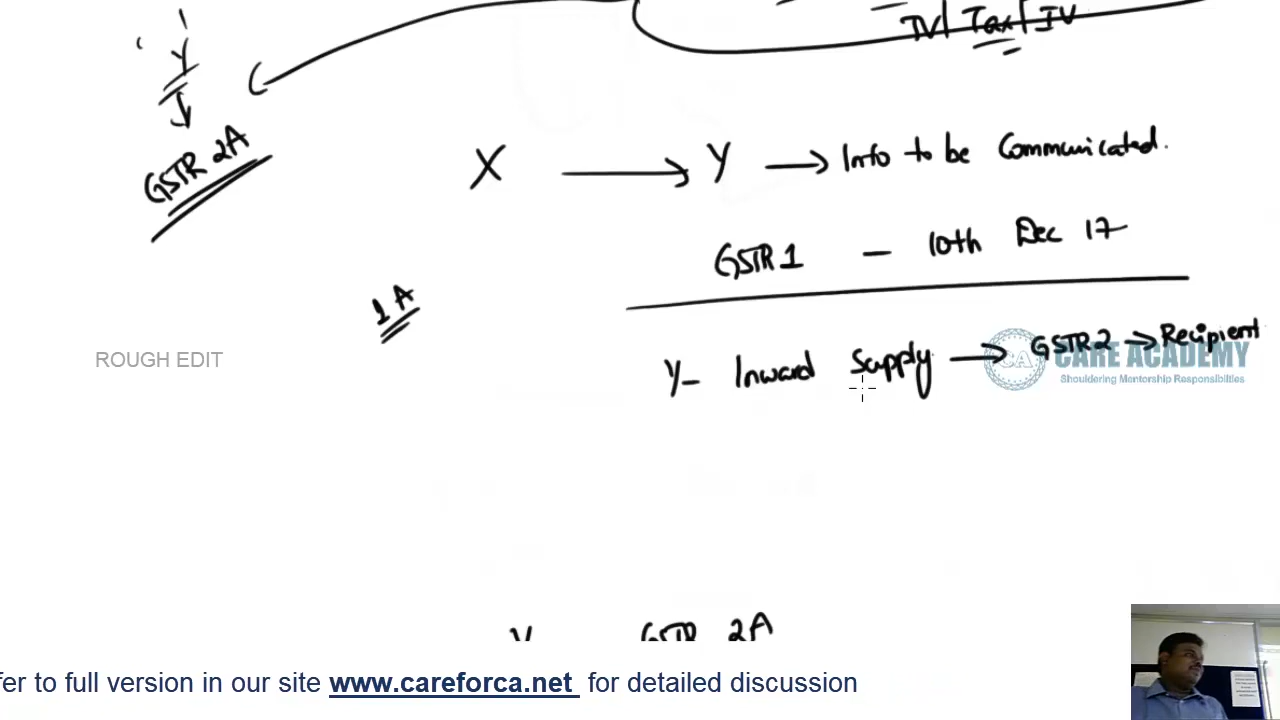 TV | Tax | IV
Y
GSTR 2A
X → Y → Info to be Communicated.
GSTR 1 - 10th Dec 17
1A
Y- Inward Supply → GSTR2 → Recipient
ROUGH EDIT
CA CARE ACADEMY
Shouldering Mentorship Responsibilities
Y GSTR 2A
fer to full version in our site www.careforca.net for detailed discussion